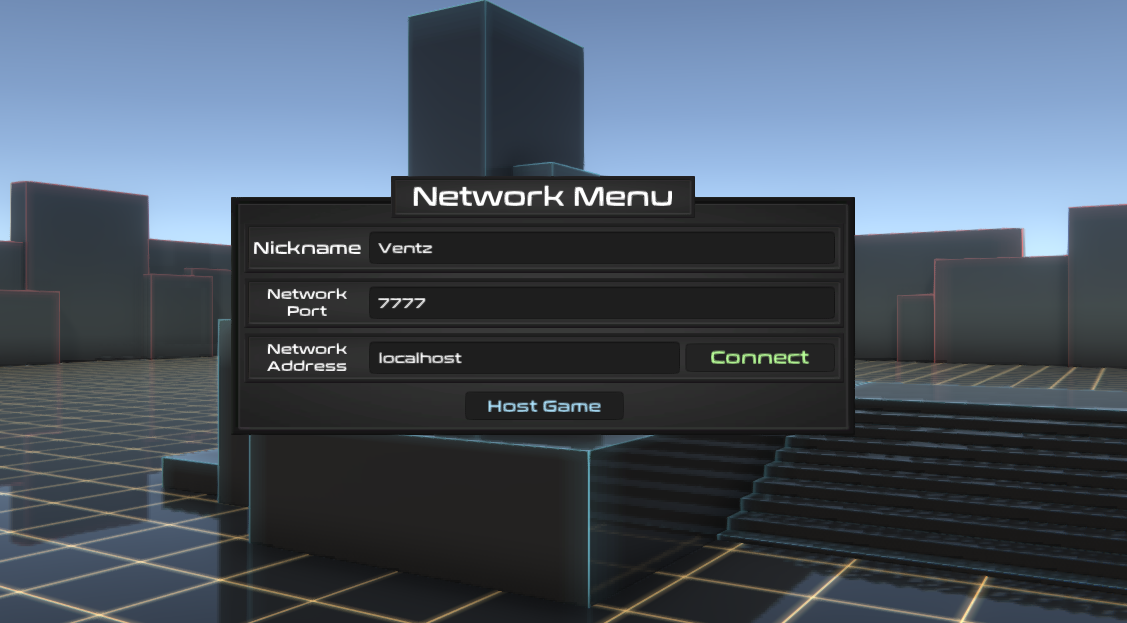 Network Menu
Nickname
Ventz
Network
Port
7777
Network
Address
localhost
Connect
Host Game